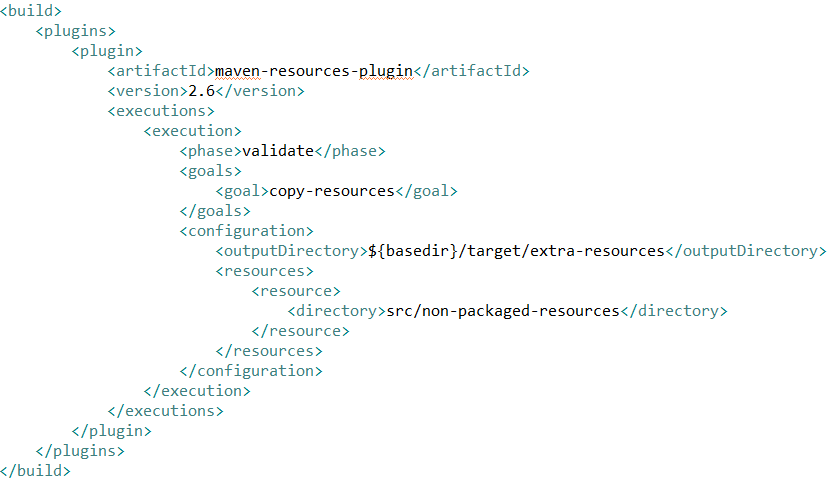 <build>
    <plugins>
        <plugin>
            <artifactId>maven-resources-plugin</artifactId>
            <version>2.6</version>
            <executions>
                <execution>
                    <phase>validate</phase>
                    <goals>
                        <goal>copy-resources</goal>
                    </goals>
                    <configuration>
                        <outputDirectory>${basedir}/target/extra-resources</outputDirectory>
                        <resources>
                            <resource>
                                <directory>src/non-packaged-resources</directory>
                            </resource>
                        </resources>
                    </configuration>
                </execution>
            </executions>
        </plugin>
    </plugins>
</build>